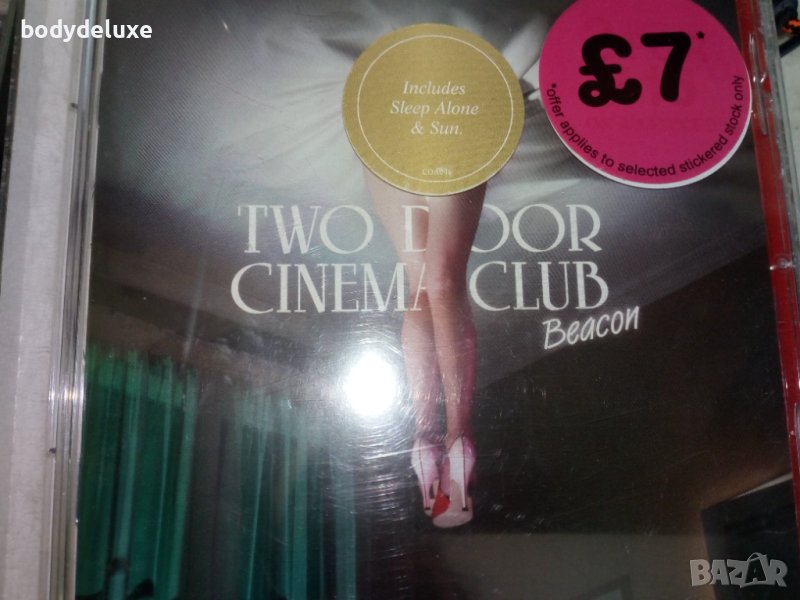 bodydeluxe
Includes
Sleep Alone
& Sun.
£7*
*offer applies to selected stickered stock only
TWO DOOR
CINEMA CLUB
Beacon
BAZAR